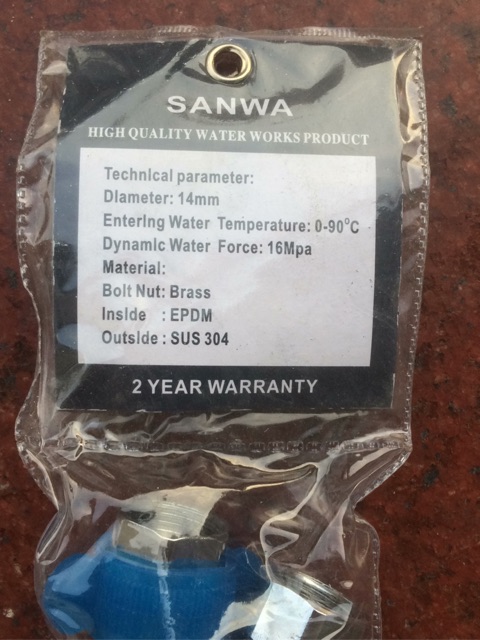 SANWA
HIGH QUALITY WATER WORKS PRODUCT
Technical parameter:
Diameter: 14mm
Entering Water Temperature: 0-90°C
Dynamic Water Force: 16Mpa
Material:
Bolt Nut: Brass
Inside : EPDM
Outside : SUS 304
2 YEAR WARRANTY